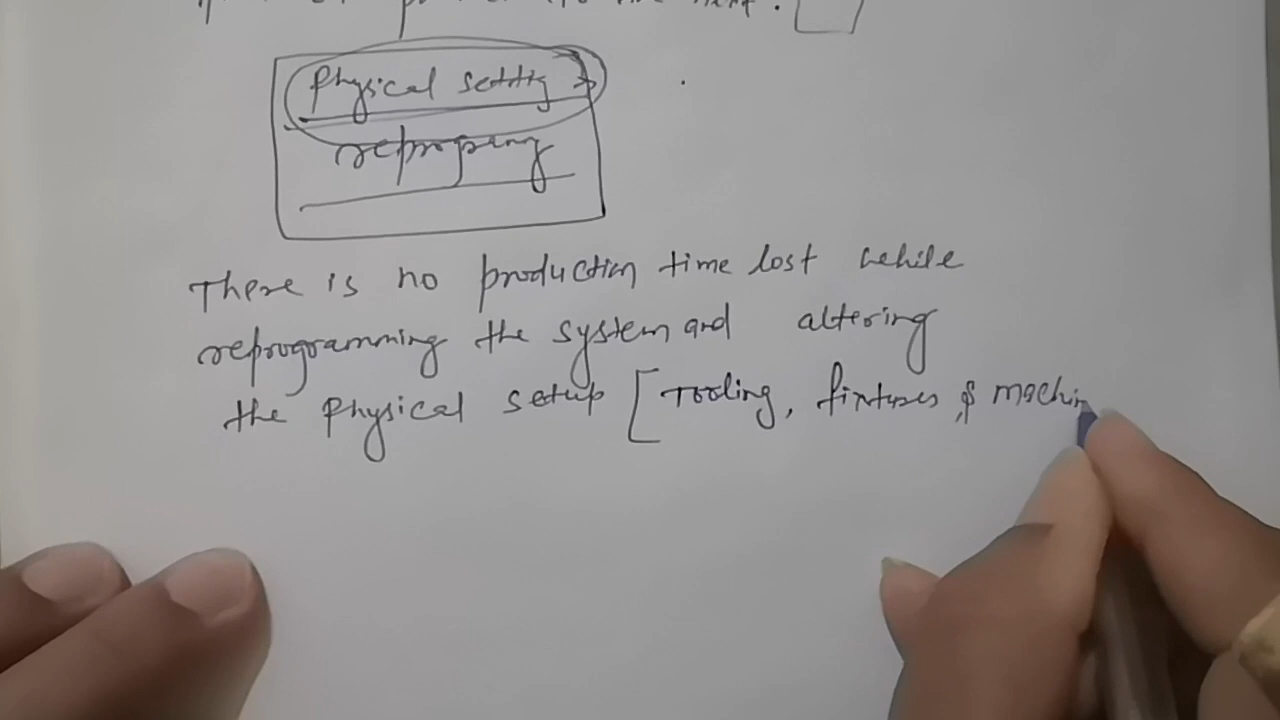 Physical setting
There is no production time lost while
reprogramming the system and altering
the Physical setup [Tooling, fixtures, & machin